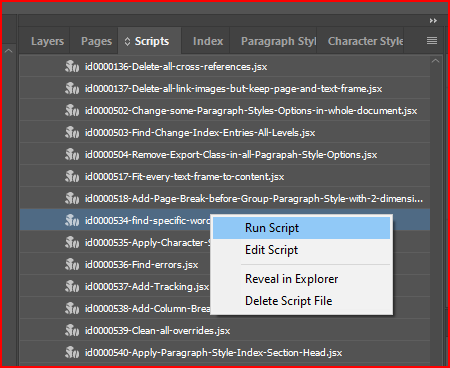 Layers Pages Scripts Index Paragraph Styl Character Style
id0000136-Delete-all-cross-references.jsx
id0000137-Delete-all-link-images-but-keep-page-and-text-frame.jsx
id0000502-Change-some-Paragraph-Styles-Options-in-whole-document.jsx
id0000503-Find-Change-Index-Entries-All-Levels.jsx
id0000504-Remove-Export-Class-in-all-Pagrapah-Style-Options.jsx
id0000517-Fit-every-text-frame-to-content.jsx
id0000518-Add-Page-Break-before-Group-Paragraph-Style-with-2-dimensi...
id0000534-find-specific-word
Run Script
id0000535-Apply-Character-S
Edit Script
id0000536-Find-errors.jsx
Reveal in Explorer
id0000537-Add-Tracking.jsx
Delete Script File
id0000538-Add-Column-Brea
id0000539-Clean-all-overrides.jsx
id0000540-Apply-Paragraph-Style-Index-Section-Head.jsx